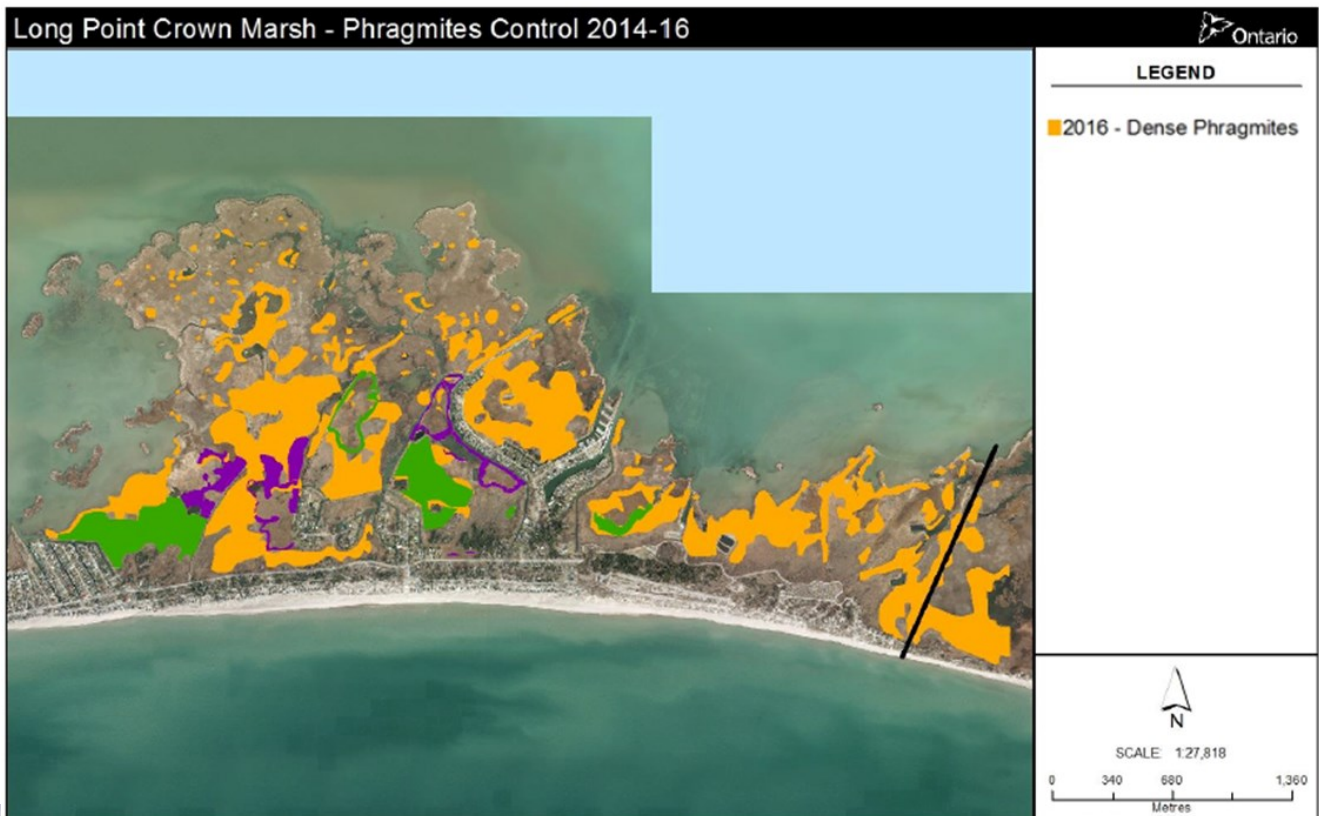 Long Point Crown Marsh - Phragmites Control 2014-16
Ontario
LEGEND
2016 - Dense Phragmites
N
SCALE: 1:27,818
0 340 680 1,360
Metres